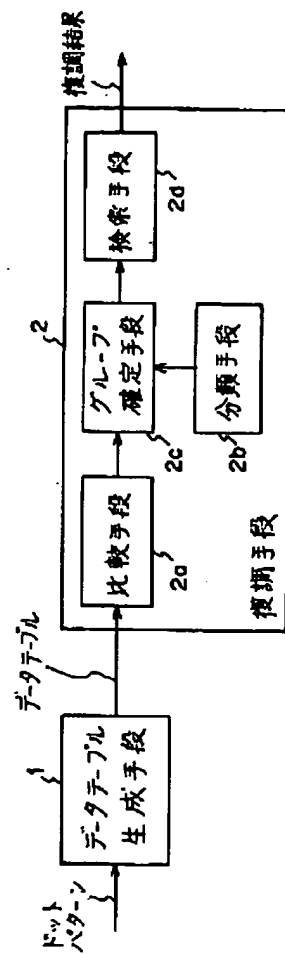 ドット
パターン
1
データテーブル
生成手段
データテーブル
2
比較手段
2a
グループ
確定手段
2c
分類手段
2b
検索手段
2d
復調手段
復調結果